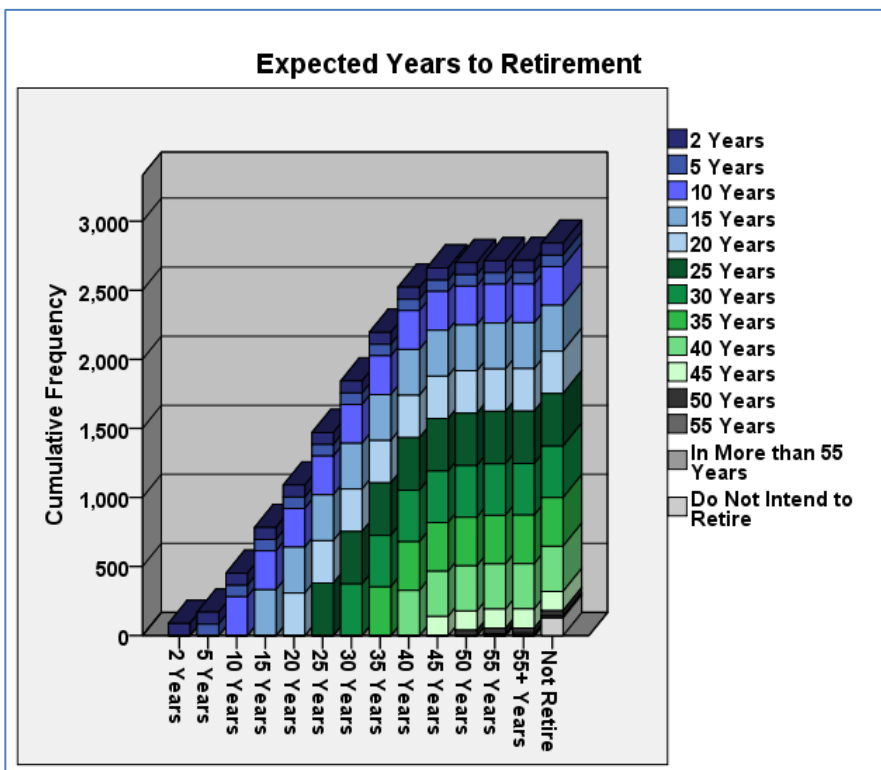 Expected Years to Retirement
Cumulative Frequency
3,000
2,500
2,000
1,500
1,000
500
0
2 Years
5 Years
10 Years
15 Years
20 Years
25 Years
30 Years
35 Years
40 Years
45 Years
50 Years
55 Years
55+ Years
Not Retire
2 Years
5 Years
10 Years
15 Years
20 Years
25 Years
30 Years
35 Years
40 Years
45 Years
50 Years
55 Years
In More than 55
Years
Do Not Intend to
Retire